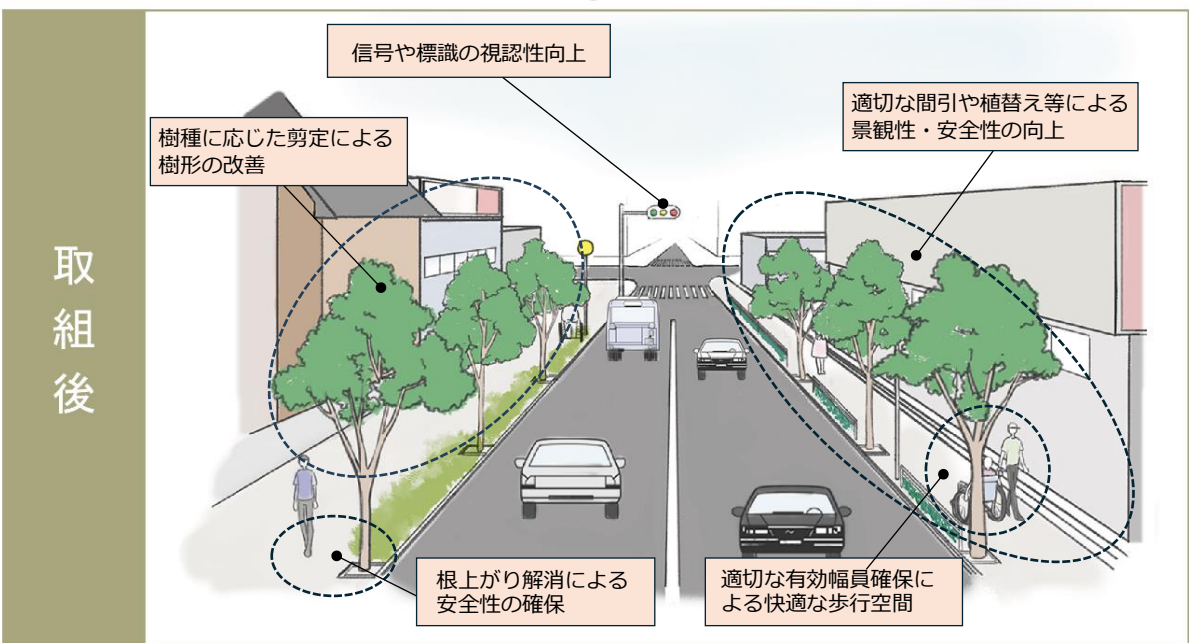 取組後
信号や標識の視認性向上
適切な間引や植替え等による
景観性・安全性の向上
樹種に応じた剪定による
樹形の改善
根上がり解消による
安全性の確保
適切な有効幅員確保に
よる快適な歩行空間